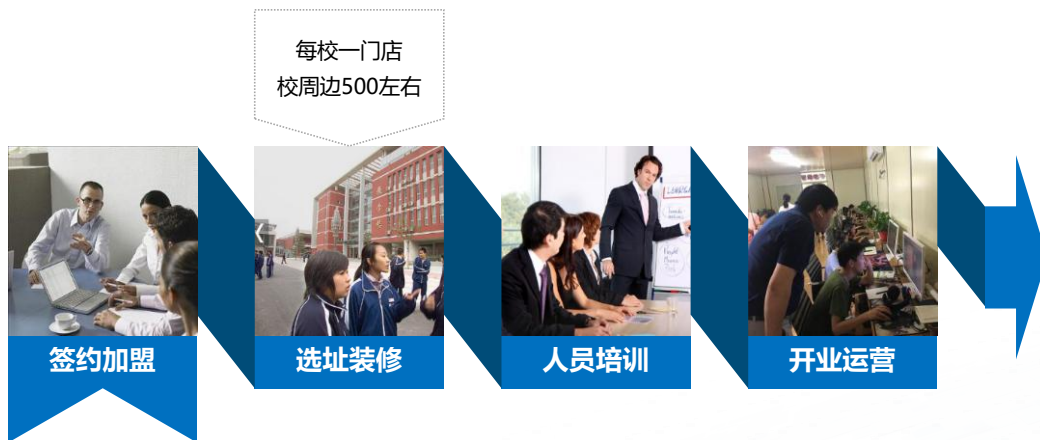 每校一门店
校周边500左右
签约加盟
选址装修
人员培训
开业运营